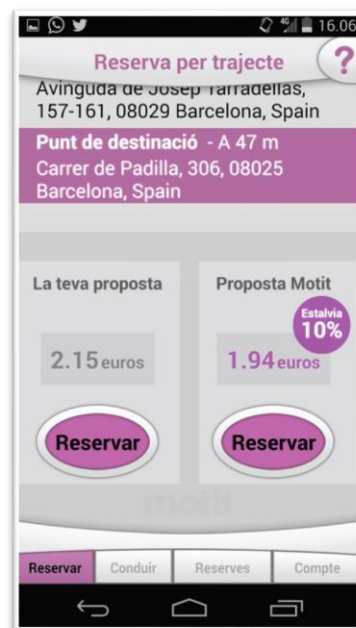 4G 16.06
Reserva per trajecte
?
Avinguda de Josep Tarradellas,
157-161, 08029 Barcelona, Spain
Punt de destinació - A 47 m
Carrer de Padilla, 306, 08025
Barcelona, Spain
La teva proposta
Proposta Motit
Estalvia
10%
2.15 euros
1.94 euros
Reservar
Reservar
motit
Reservar
Conduir
Reserves
Compte